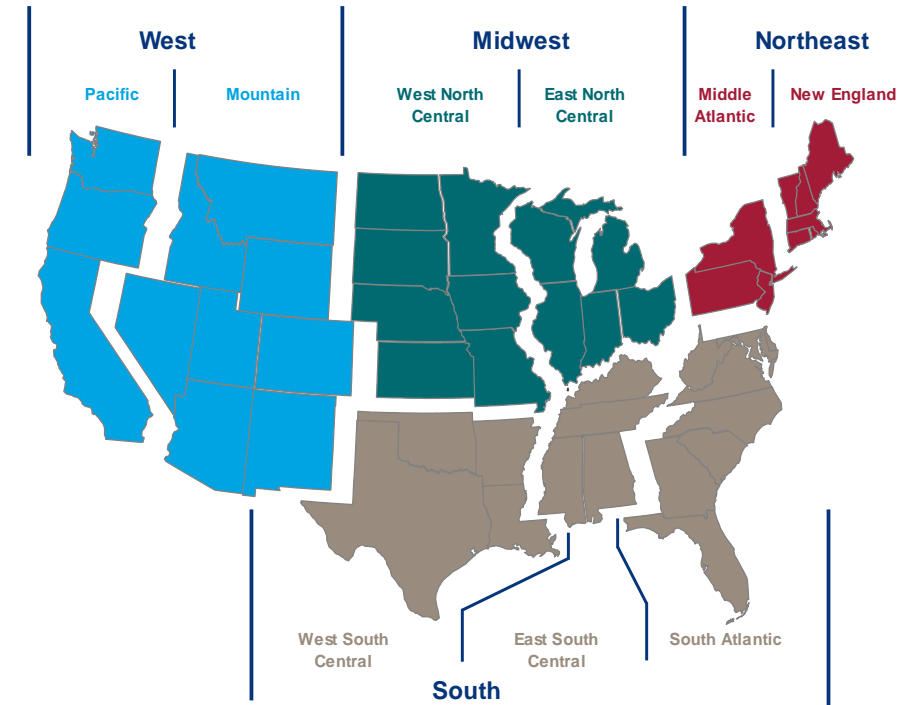 West
Midwest
Northeast
Pacific
Mountain
West North
Central
East North
Central
Middle
Atlantic
New England
West South
Central
East South
Central
South Atlantic
South